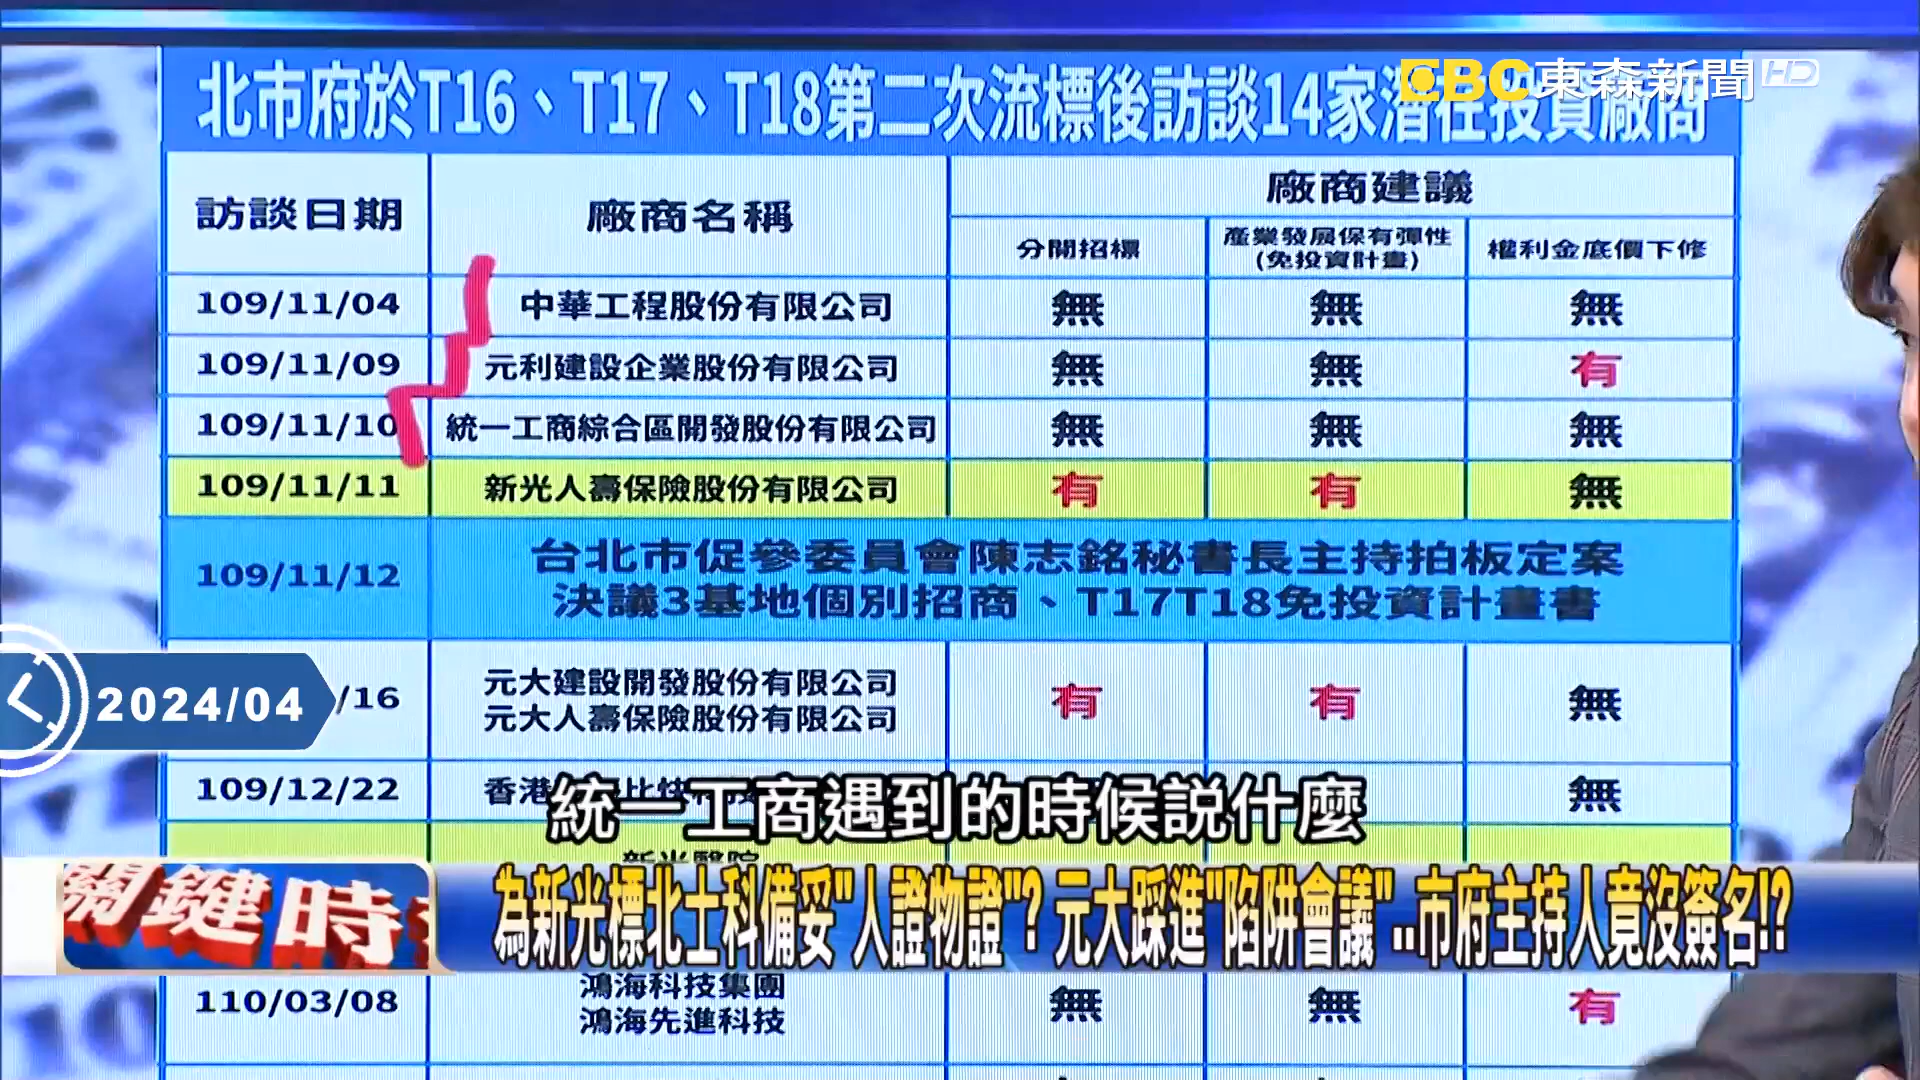 EBC 東森新聞 HD
北市府於T16、T17、T18第二次流標後訪談14家潛在投資廠商
訪談日期
廠商名稱
廠商建議
分開招標
產業發展保有彈性
(免投資計畫)
權利金底價下修
109/11/04 中華工程股份有限公司 無 無 無
109/11/09 元利建設企業股份有限公司 無 無 有
109/11/10 統一工商綜合區開發股份有限公司 無 無 無
109/11/11 新光人壽保險股份有限公司 有 有 無
109/11/12
台北市促參委員會陳志銘秘書長主持拍板定案
決議3基地個別招商、T17T18免投資計畫書
2024/04
/16
元大建設開發股份有限公司
元大人壽保險股份有限公司
有 有 無
109/12/22 香港 無
統一工商遇到的時候說什麼
新光醫院
關鍵時
為新光標北士科備妥"人證物證"? 元大踩進"陷阱會議"..市府主持人竟沒簽名!?
110/03/08
鴻海科技集團
鴻海先進科技
無 無 有